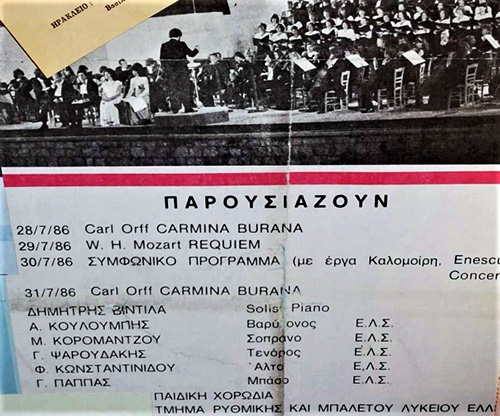 ΗΡΑΚΛΕΙΟ :
ΠΑΡΟΥΣΙΑΖΟΥΝ
28/7/86 Carl Orff CARMINA BURANA
29/7/86 W. H. Mozart REQUIEM
30/7/86 ΣΥΜΦΩΝΙΚΟ ΠΡΟΓΡΑΜΜΑ (με έργα Καλομοίρη, Enescu
Concer
31/7/86 Carl Orff CARMINA BURANA
ΔΗΜΗΤΡΗΣ ΒΙΝΤΙΛΑ Solist Piano
Α. ΚΟΥΛΟΥΜΠΗΣ Βαρύτονος Ε.Λ.Σ.
Μ. ΚΟΡΟΜΑΝΤΖΟΥ Σοπράνο Ε.Λ.Σ.
Γ. ΨΑΡΟΥΔΑΚΗΣ Τενόρος Ε.Λ.Σ.
Φ. ΚΩΝΣΤΑΝΤΙΝΙΔΟΥ Άλτο Ε.Λ.Σ.
Γ. ΠΑΠΠΑΣ Μπάσο Ε.Λ.Σ.
ΠΑΙΔΙΚΗ ΧΟΡΩΔΙΑ
ΤΜΗΜΑ ΡΥΘΜΙΚΗΣ ΚΑΙ ΜΠΑΛΕΤΟΥ ΛΥΚΕΙΟΥ ΕΛΛΗ